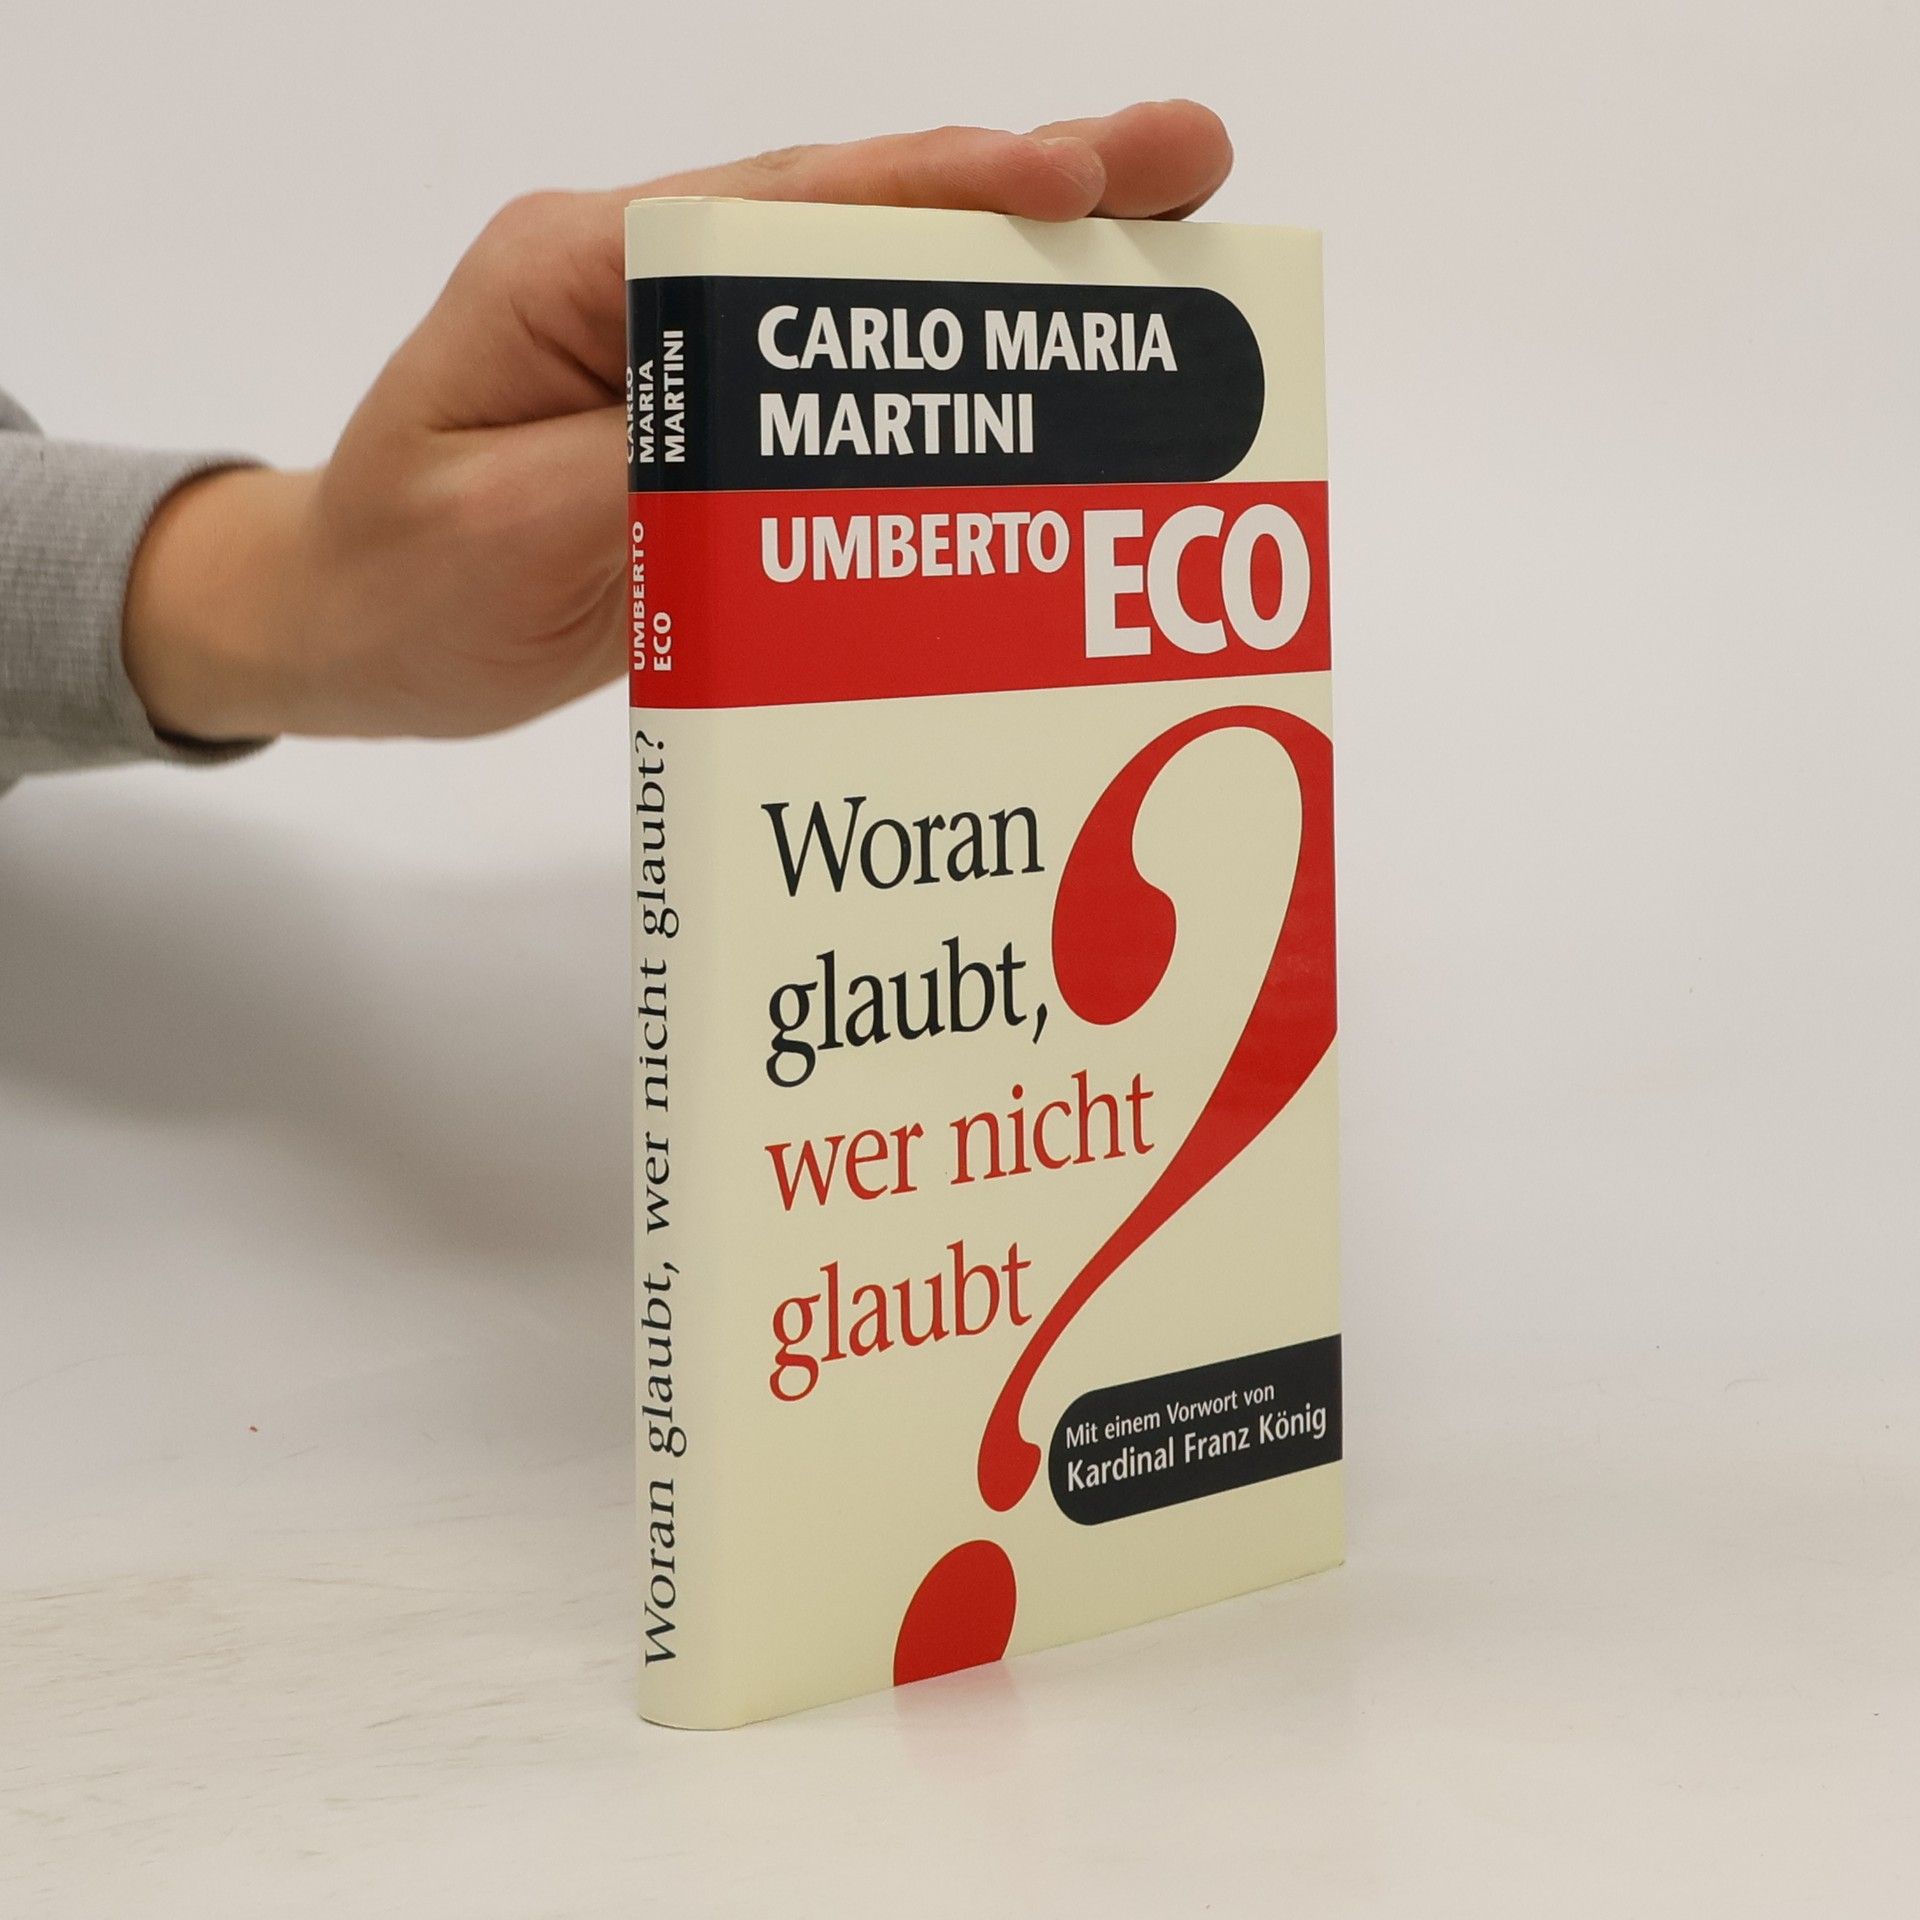 CARLO MARIA
MARTINI
UMBERTO ECO
Woran
glaubt,
wer nicht
glaubt
?
Mit einem Vorwort von
Kardinal Franz König
CARLO
MARIA
MARTINI
UMBERTO
ECO
Woran glaubt, wer nicht glaubt?